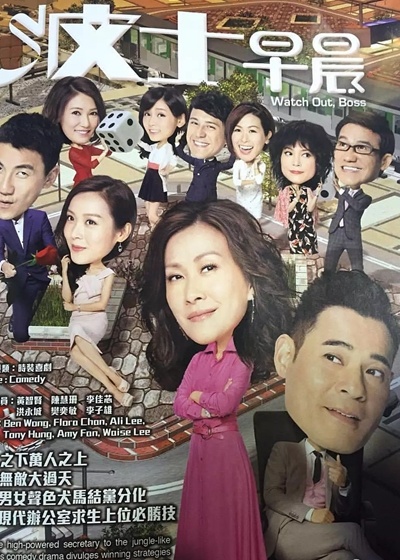 波士早晨
Watch Out, Boss
類：時裝喜劇
: Comedy
員：黃智賢 陳慧珊 李佳芯
洪永城 樊奕敏 李子雄
Ben Wong, Flora Chan, Ali Lee,
Tony Hung, Amy Fan, Waise Lee
之下萬人之上
無敵大過天
男女聲色犬馬結黨分化
現代辦公室求生上位必勝技
high-powered secretary to the jungle-like
comedy drama divulges winning strategies